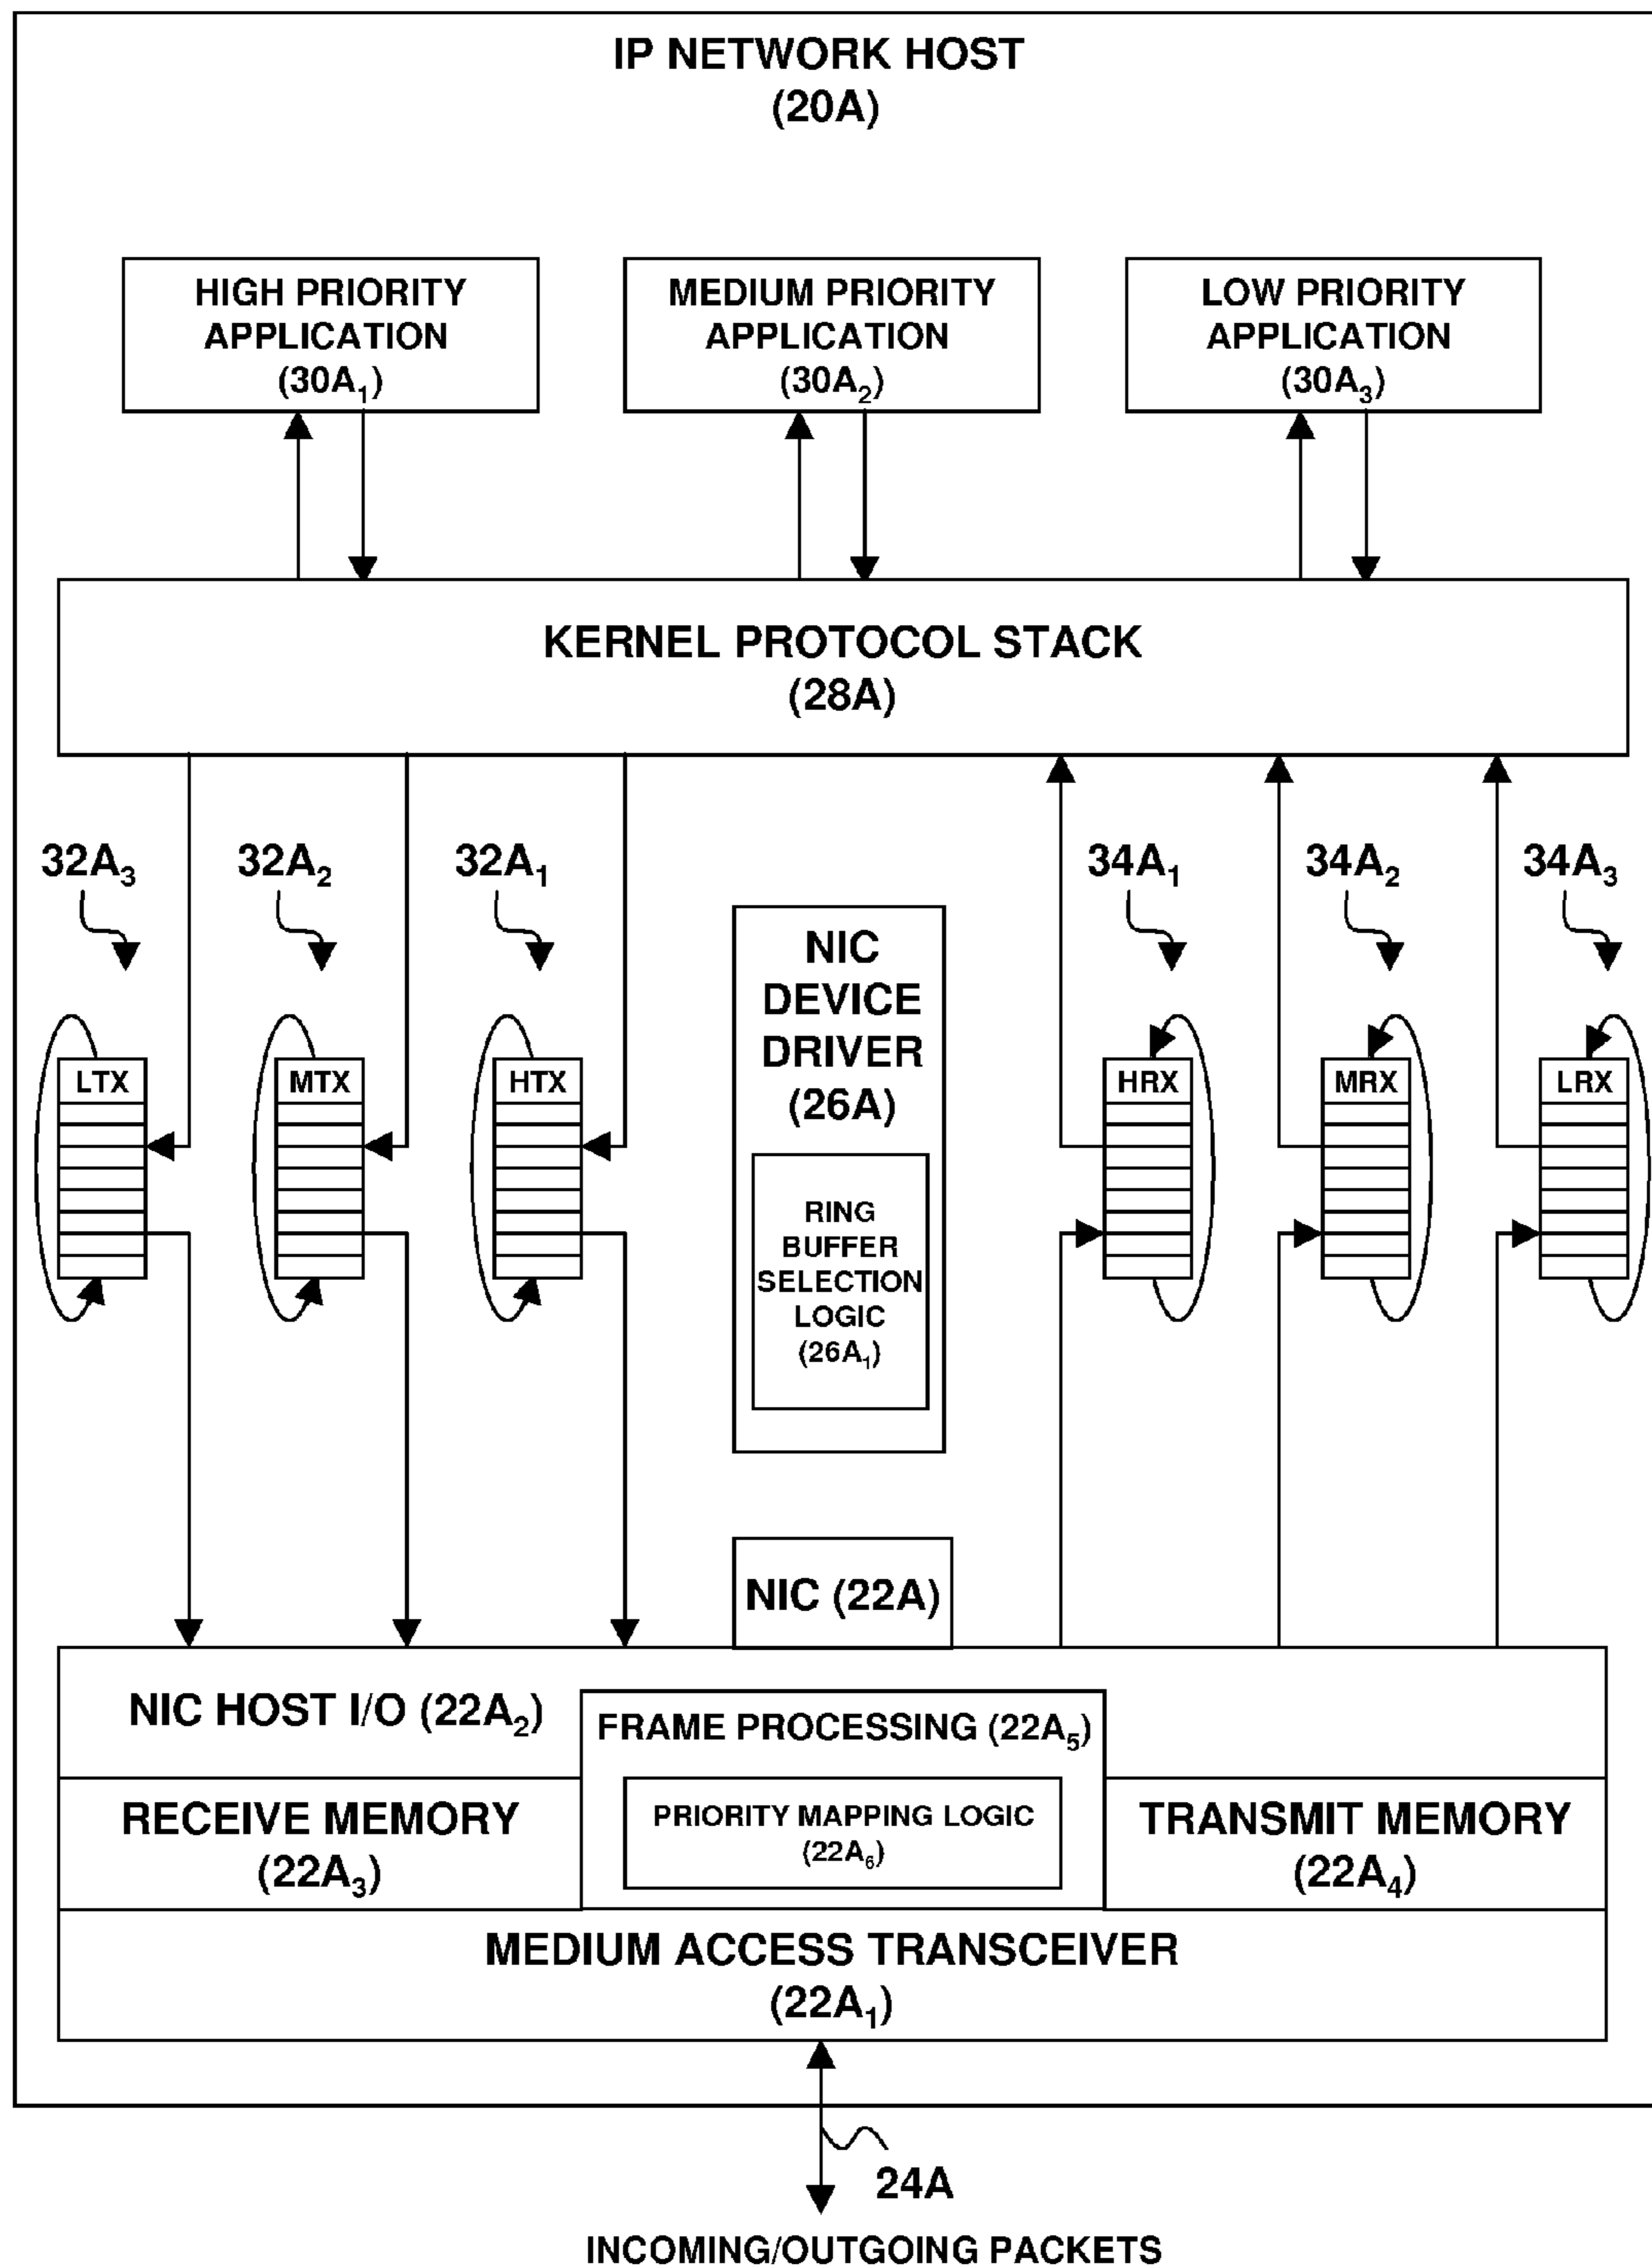 IP NETWORK HOST
(20A)
HIGH PRIORITY
APPLICATION
(30A₁)
MEDIUM PRIORITY
APPLICATION
(30A₂)
LOW PRIORITY
APPLICATION
(30A₃)
KERNEL PROTOCOL STACK
(28A)
32A₃
32A₂
32A₁
34A₁
34A₂
34A₃
LTX
MTX
HTX
NIC
DEVICE
DRIVER
(26A)
RING
BUFFER
SELECTION
LOGIC
(26A₁)
HRX
MRX
LRX
NIC (22A)
NIC HOST I/O (22A₂)
FRAME PROCESSING (22A₅)
PRIORITY MAPPING LOGIC
(22A₆)
RECEIVE MEMORY
(22A₃)
TRANSMIT MEMORY
(22A₄)
MEDIUM ACCESS TRANSCEIVER
(22A₁)
24A
INCOMING/OUTGOING PACKETS